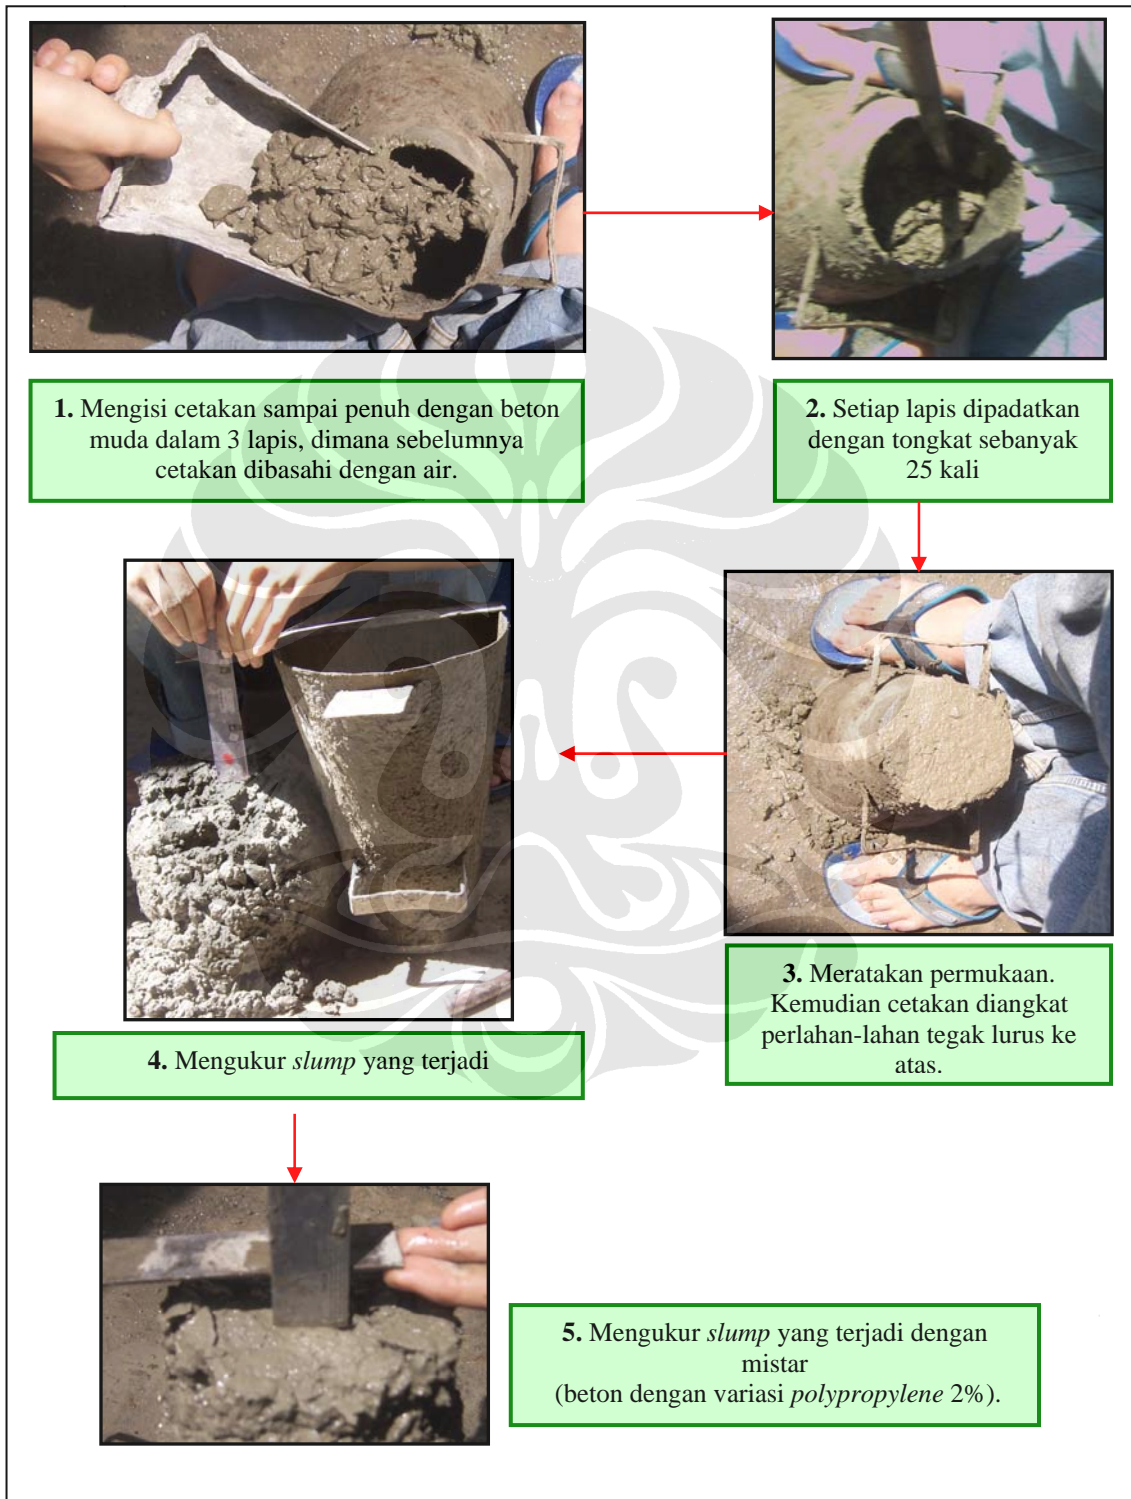 1. Mengisi cetakan sampai penuh dengan beton
muda dalam 3 lapis, dimana sebelumnya
cetakan dibasahi dengan air.
2. Setiap lapis dipadatkan
dengan tongkat sebanyak
25 kali
3. Meratakan permukaan.
Kemudian cetakan diangkat
perlahan-lahan tegak lurus ke
atas.
4. Mengukur slump yang terjadi
5. Mengukur slump yang terjadi dengan
mistar
(beton dengan variasi polypropylene 2%).